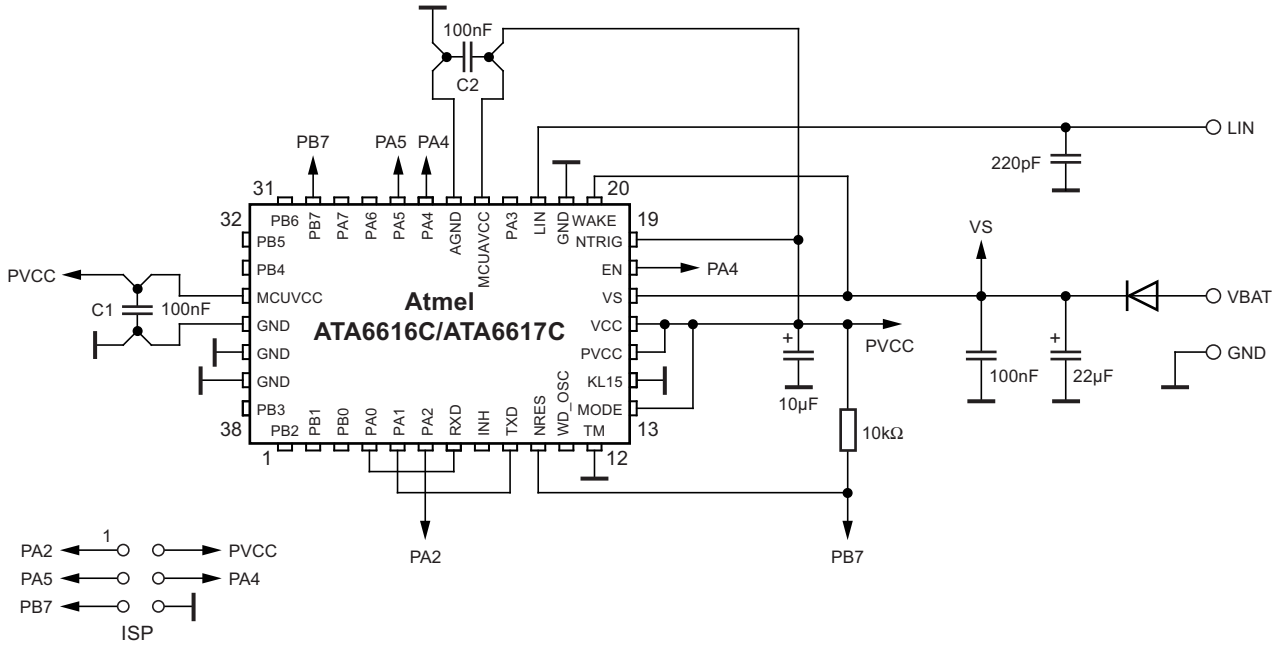 100nF
C2
LIN
220pF
PB7
PA5
PA4
31
20
32
19
PB6
PB7
PA7
PA6
PA5
PA4
AGND
MCUAVCC
PA3
LIN
GND
WAKE
PB5
NTRIG
PB4
EN
PA4
VS
PVCC
C1
100nF
MCUVCC
Atmel
ATA6616C/ATA6617C
VS
VBAT
GND
VCC
PVCC
GND
PVCC
GND
GND
KL15
+
10µF
100nF
+
22µF
PB3
MODE
38
13
PB2
PB1
PB0
PA0
PA1
PA2
RXD
INH
TXD
NRES
WD_OSC
TM
10kΩ
1
12
PA2
PB7
1
PA2
PVCC
PA5
PA4
PB7
ISP